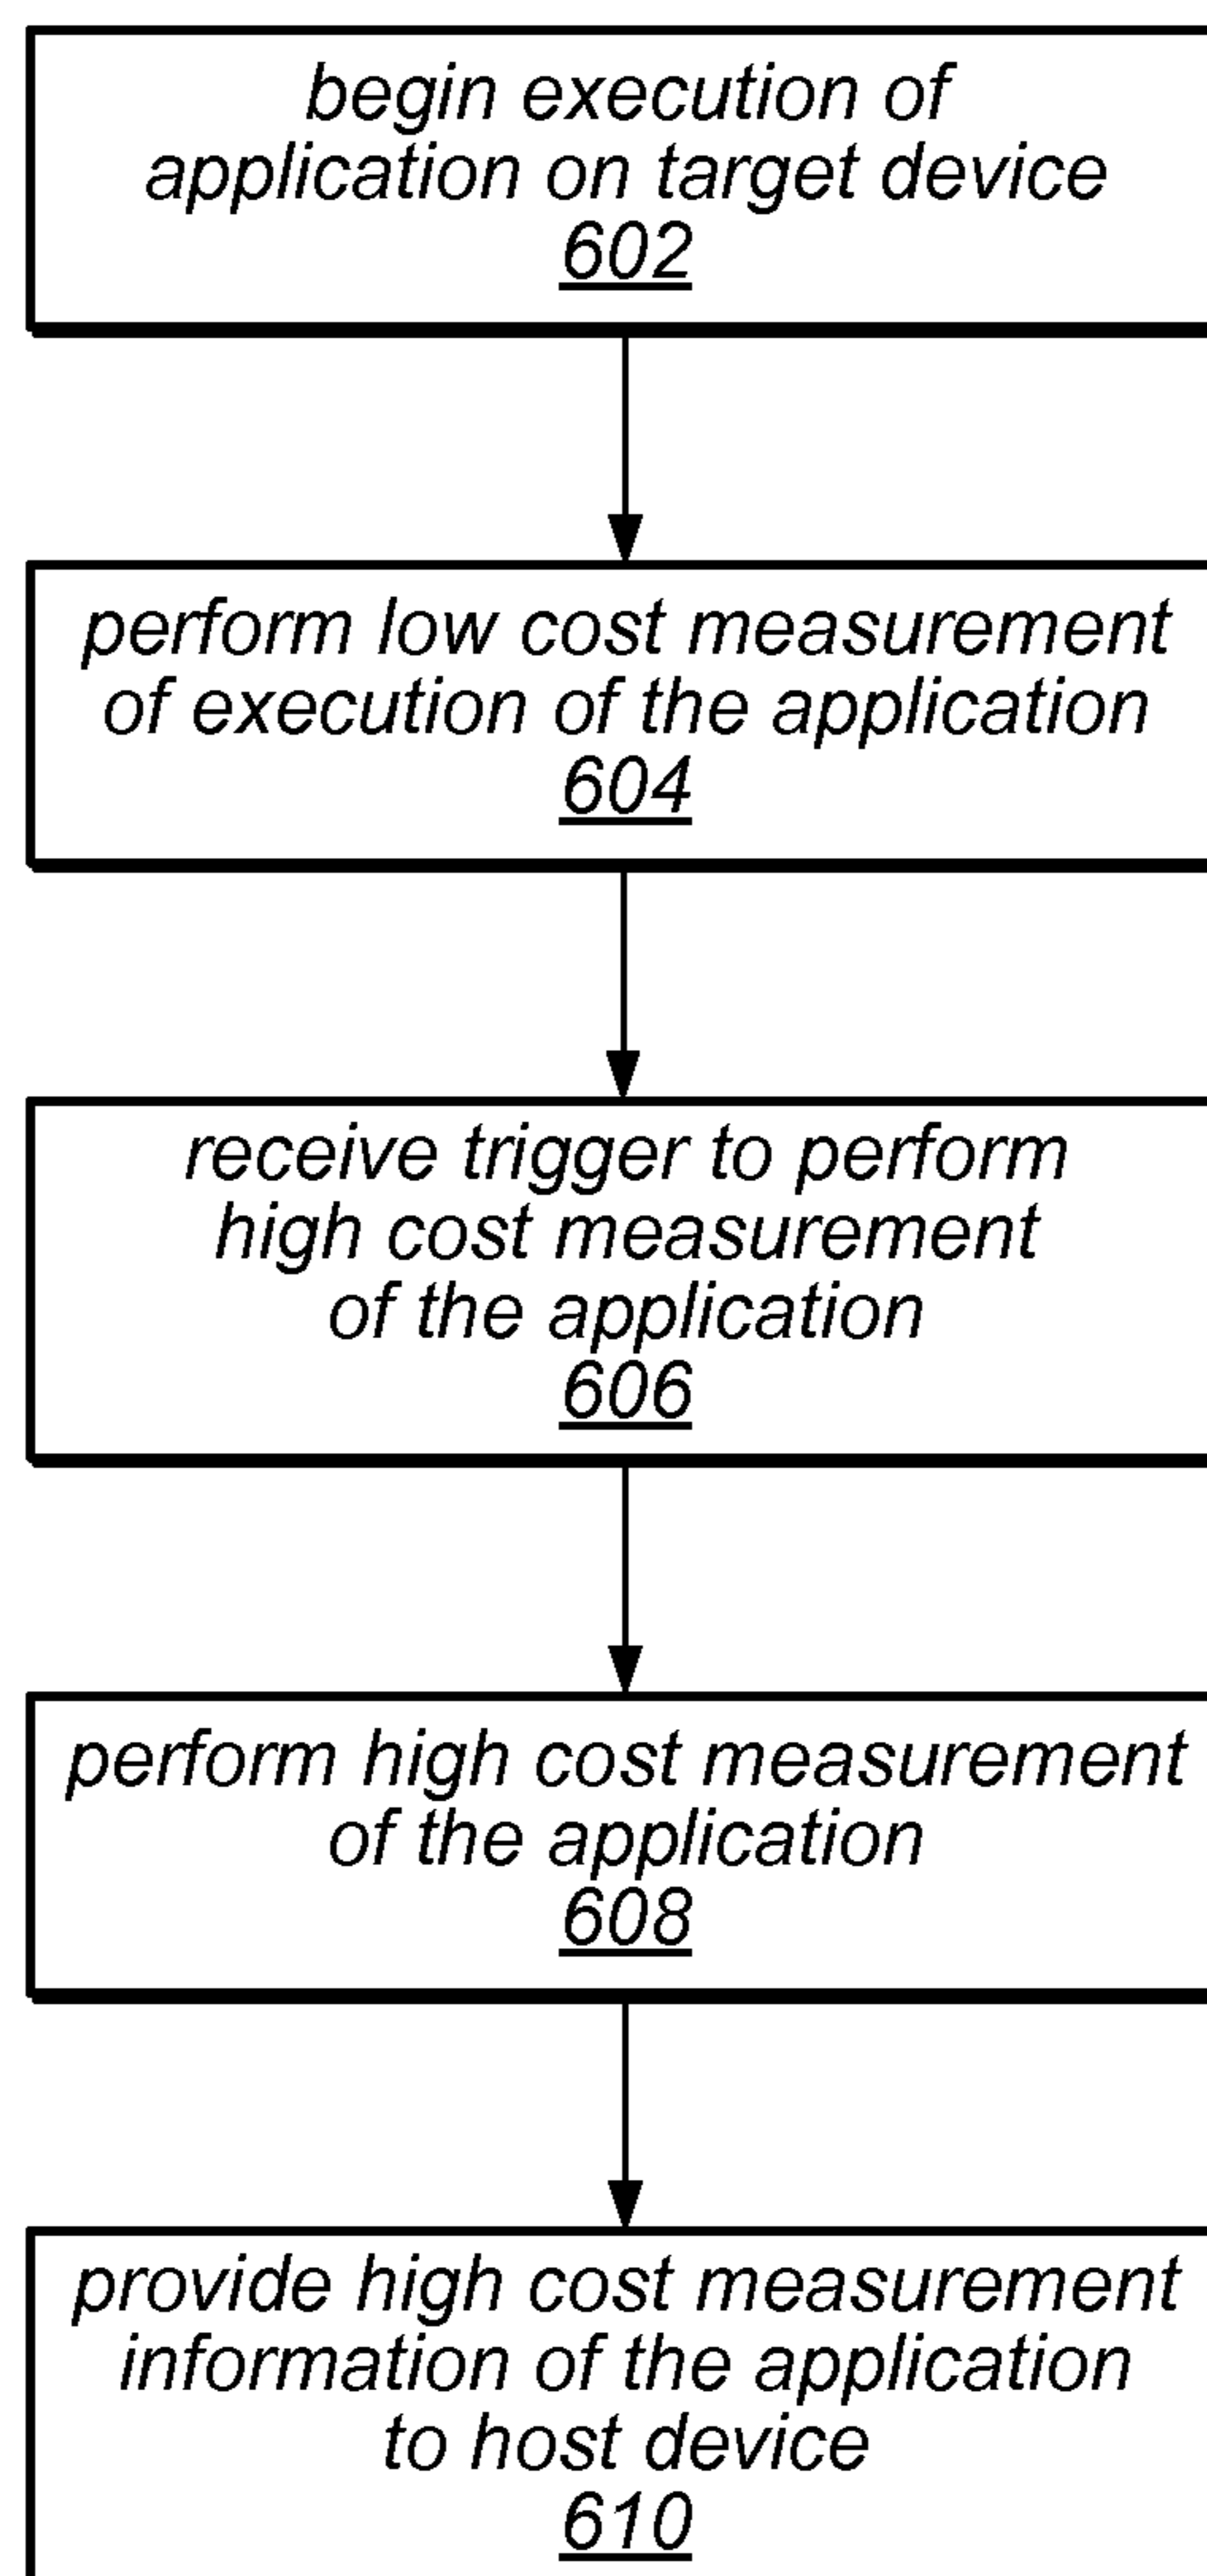 begin execution of
application on target device
602
perform low cost measurement
of execution of the application
604
receive trigger to perform
high cost measurement
of the application
606
perform high cost measurement
of the application
608
provide high cost measurement
information of the application
to host device
610